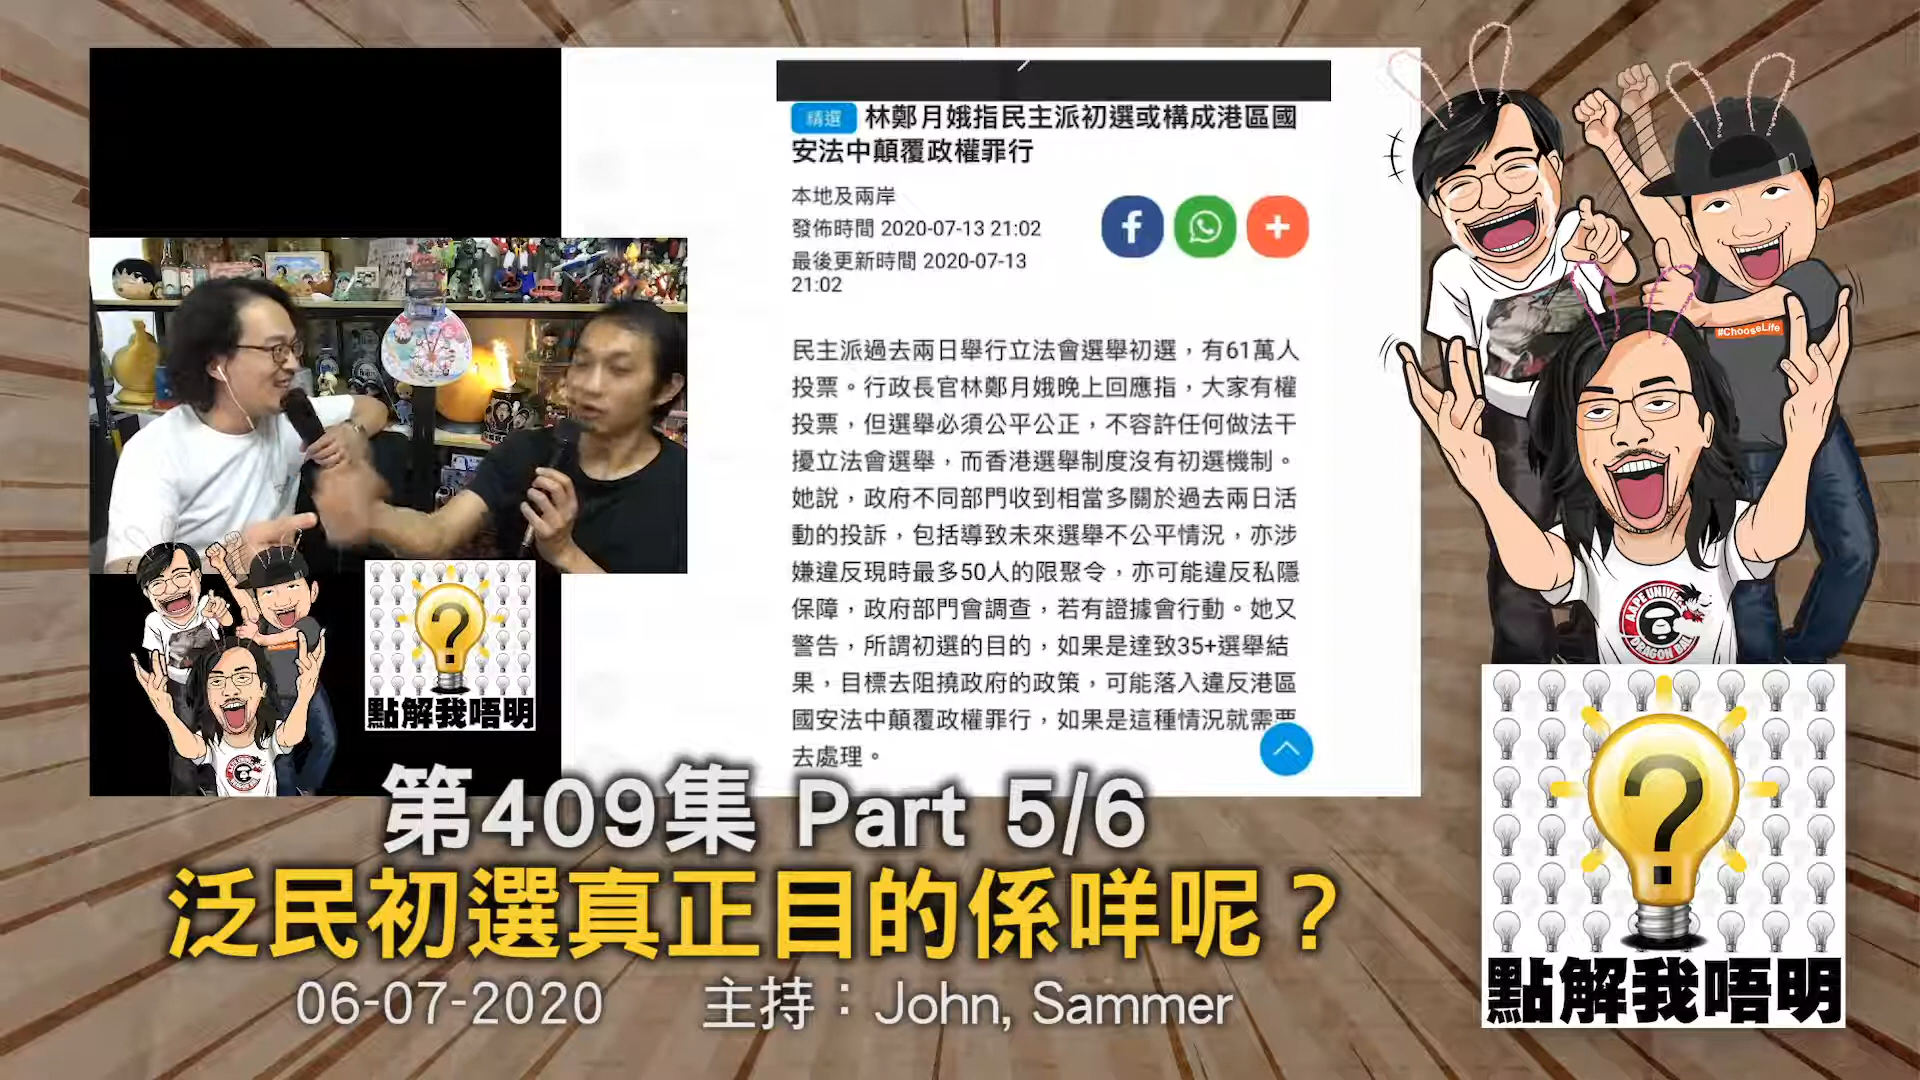 精選 林鄭月娥指民主派初選或構成港區國
安法中顛覆政權罪行
本地及兩岸
發佈時間 2020-07-13 21:02
最後更新時間 2020-07-13
21:02
民主派過去兩日舉行立法會選舉初選，有61萬人
投票。行政長官林鄭月娥晚上回應指，大家有權
投票，但選舉必須公平公正，不容許任何做法干
擾立法會選舉，而香港選舉制度沒有初選機制。
她說，政府不同部門收到相當多關於過去兩日活
動的投訴，包括導致未來選舉不公平情況，亦涉
嫌違反現時最多50人的限聚令，亦可能違反私隱
保障，政府部門會調查，若有證據會行動。她又
警告，所謂初選的目的，如果是達致35+選舉結
果，目標去阻撓政府的政策，可能落入違反港區
國安法中顛覆政權罪行，如果是這種情況就需要
去處理。
#ChooseLife
AAPE UNIVERS
DRAGON BALL
點解我唔明
第409集 Part 5/6
泛民初選真正目的係咩呢？
06-07-2020 主持：John, Sammer
點解我唔明